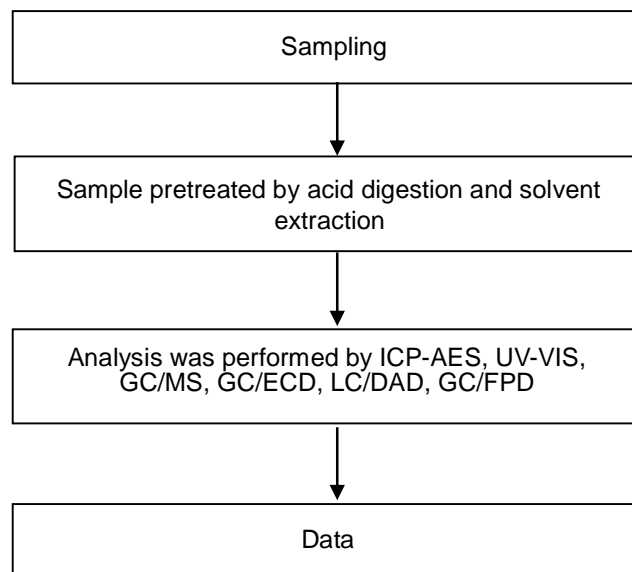 Sampling
Sample pretreated by acid digestion and solvent
extraction
Analysis was performed by ICP-AES, UV-VIS,
GC/MS, GC/ECD, LC/DAD, GC/FPD
Data